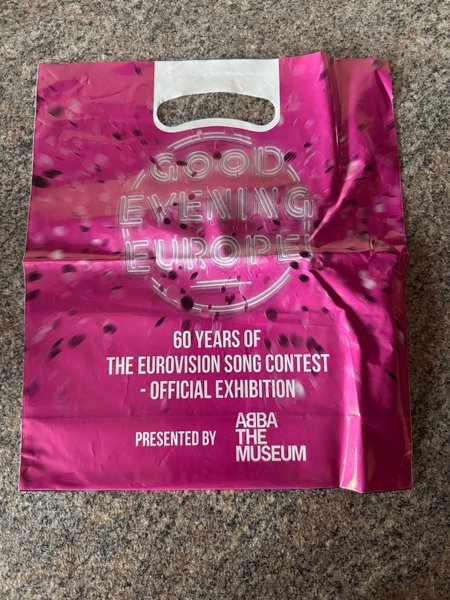 GOOD
EVENING
EUROPE!
60 YEARS OF
THE EUROVISION SONG CONTEST
- OFFICIAL EXHIBITION
PRESENTED BY
ABBA
THE
MUSEUM